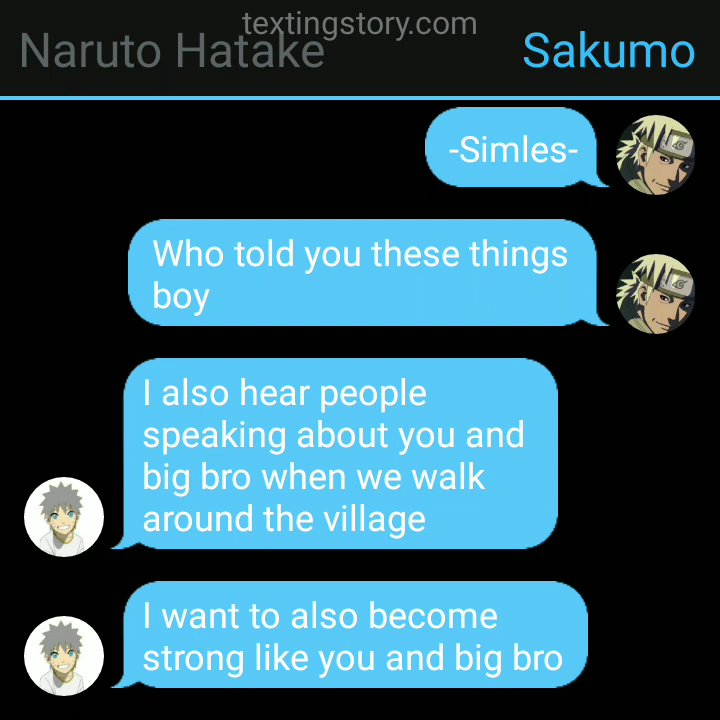 textingstory.com
Naruto Hatake
Sakumo
-Simles-
Who told you these things
boy
I also hear people
speaking about you and
big bro when we walk
around the village
I want to also become
strong like you and big bro